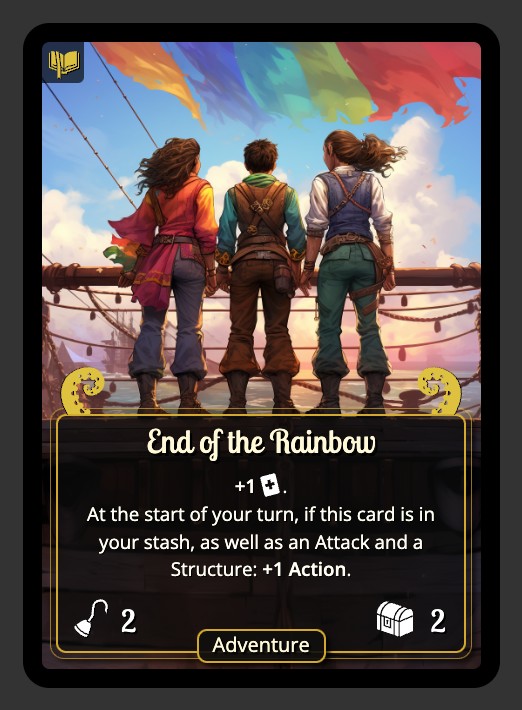 End of the Rainbow
+1 .
At the start of your turn, if this card is in
your stash, as well as an Attack and a
Structure: +1 Action.
2
2
Adventure